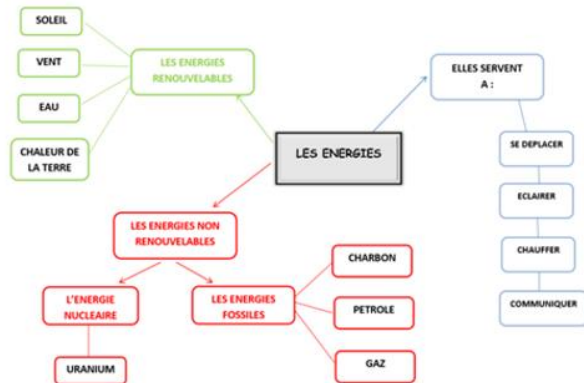 SOLEIL
VENT
EAU
CHALEUR DE
LA TERRE
LES ENERGIES
RENOUVELABLES
ELLES SERVENT
A :
LES ENERGIES
SE DEPLACER
ECLAIRER
CHAUFFER
COMMUNIQUER
LES ENERGIES NON
RENOUVELABLES
L'ENERGIE
NUCLEAIRE
URANIUM
LES ENERGIES
FOSSILES
CHARBON
PETROLE
GAZ